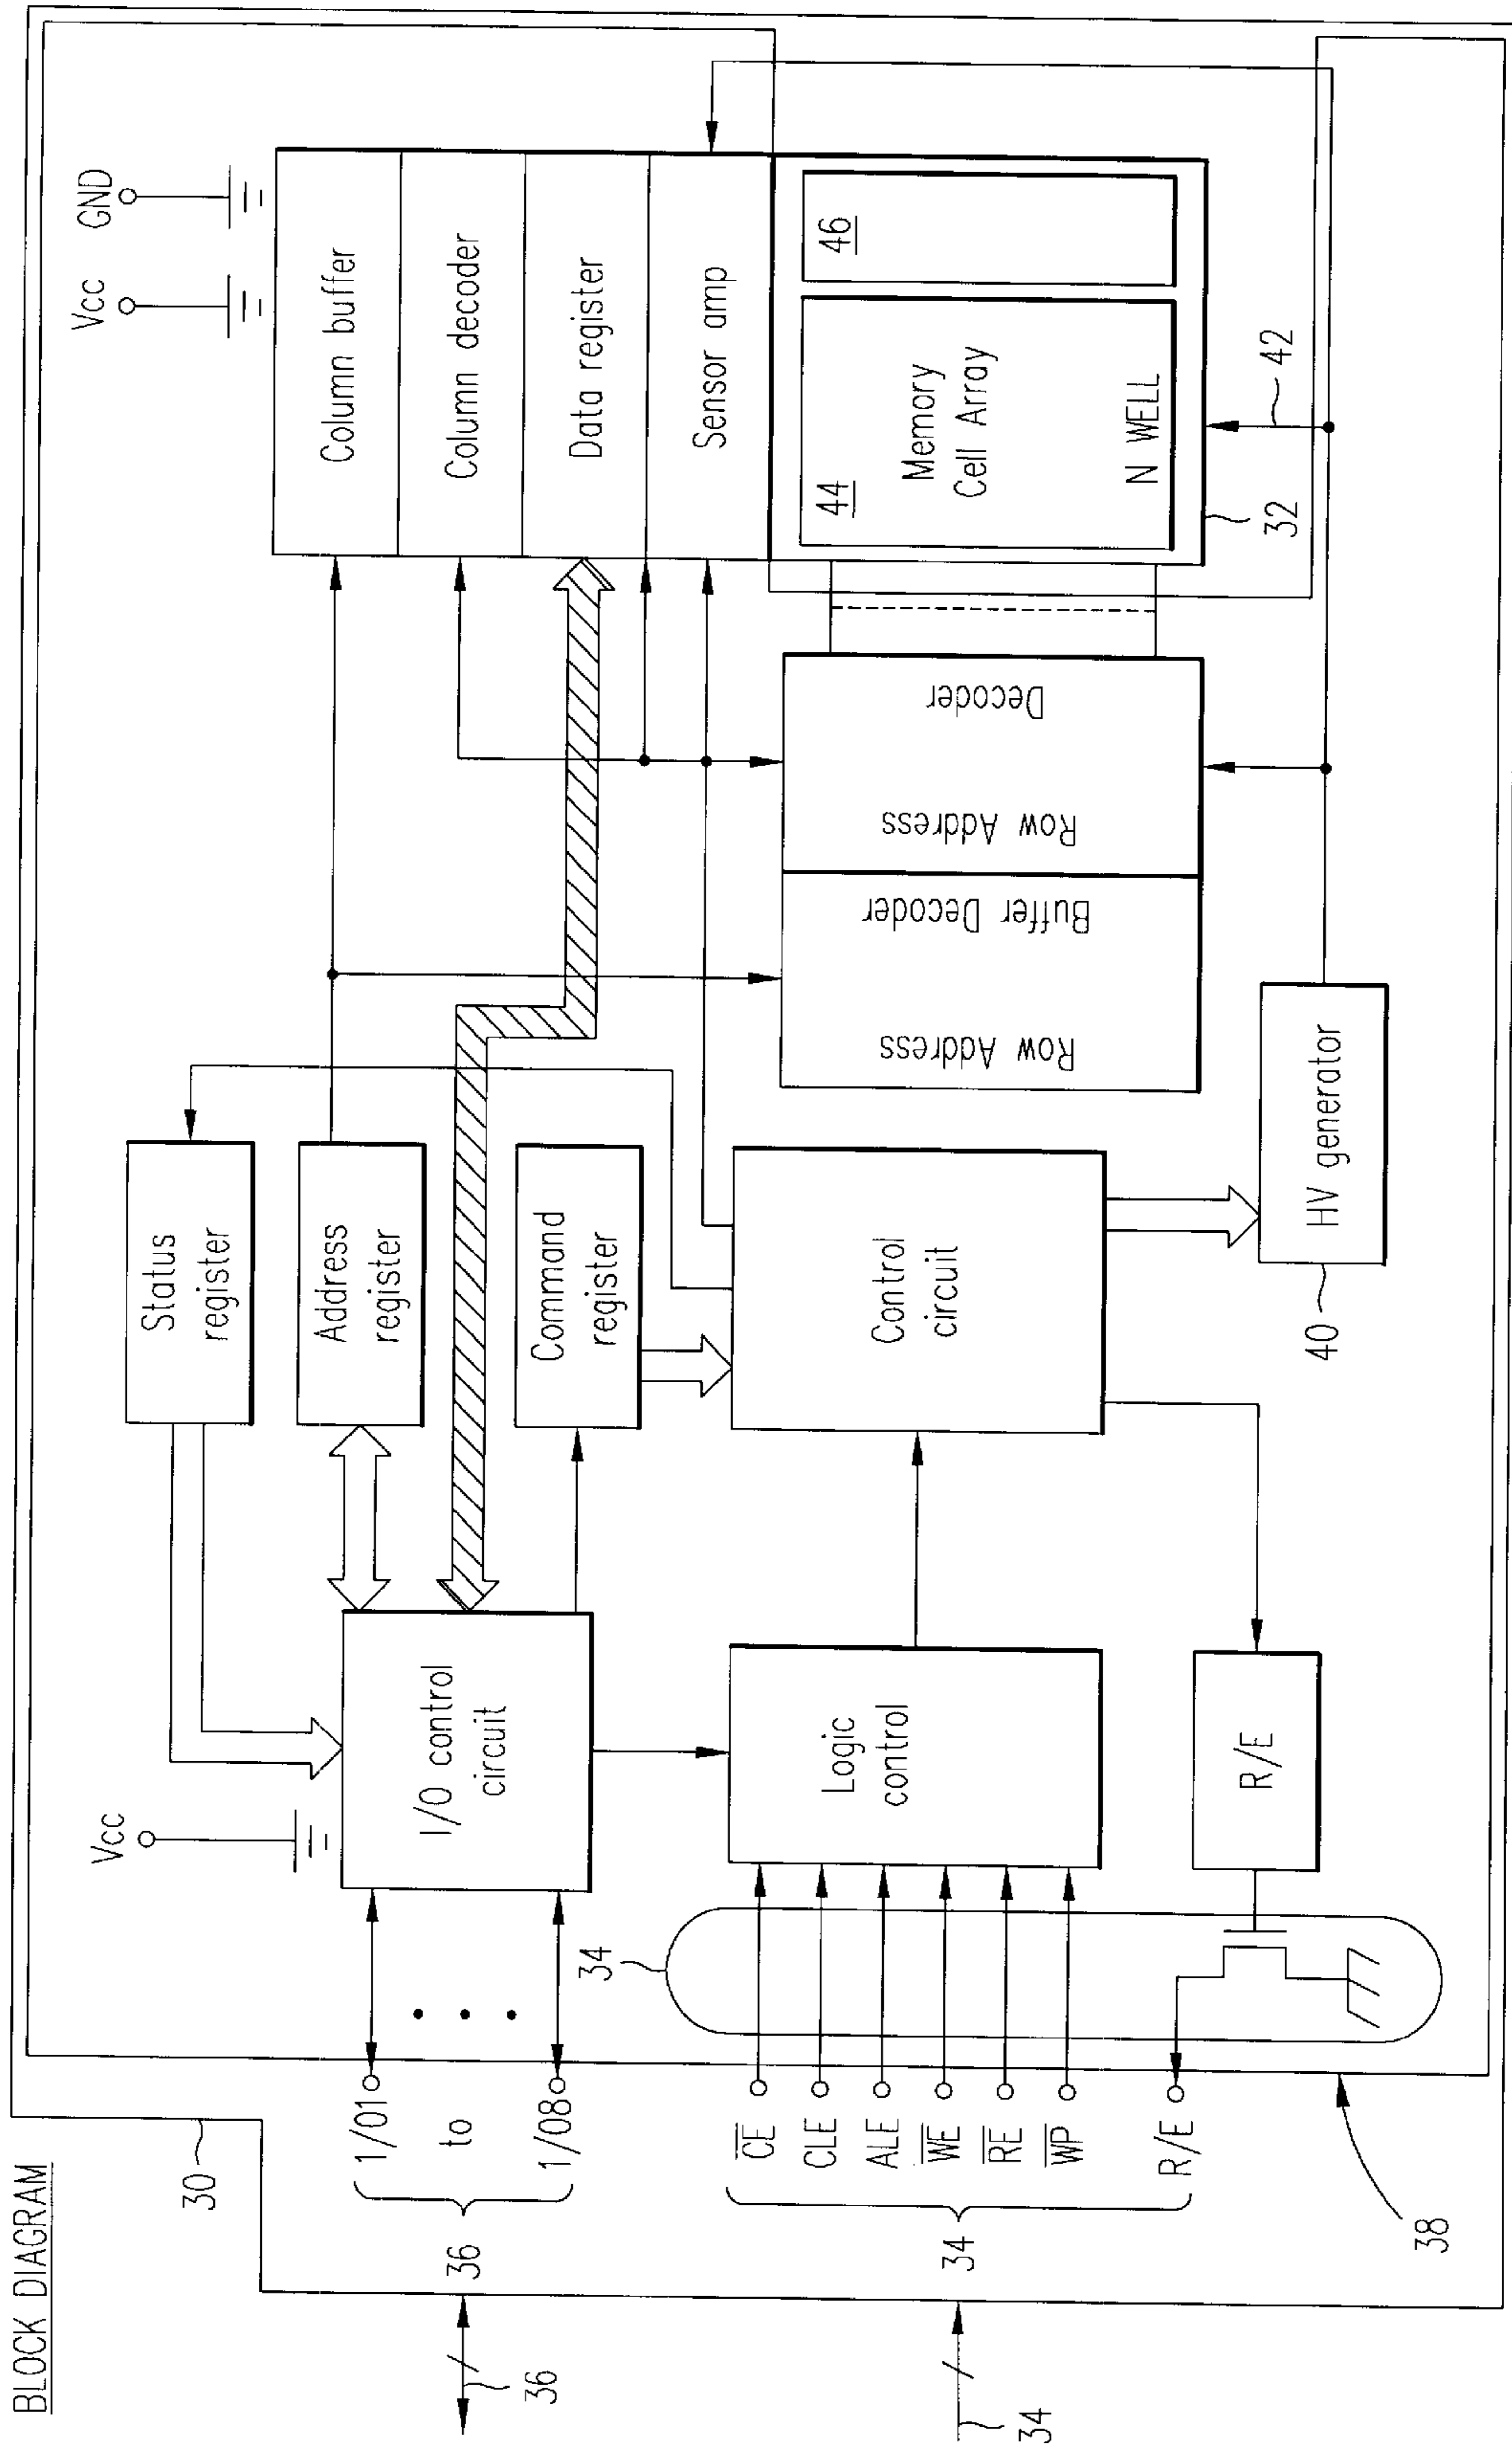 BLOCK DIAGRAM
30
Vcc
Vcc
GND
Status
register
Address
register
Command
register
I/O control
circuit
Logic
control
Control
circuit
Column buffer
Column decoder
Data register
Sensor amp
44
Memory
Cell Array
N WELL
46
32
42
Row Address
Buffer Decoder
Row Address
Decoder
HV generator
40
R/E
34
1/01
to
1/08
36
CE
CLE
ALE
WE
RE
WP
R/E
34
38
36
34